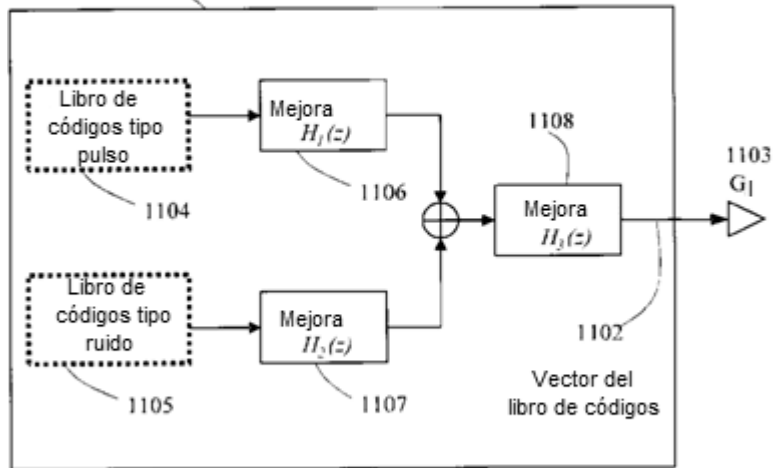 Libro de
códigos tipo
pulso
1104
Mejora
H₁(z)
1106
Libro de
códigos tipo
ruido
1105
Mejora
H₂(z)
1107
1108
Mejora
H₃(z)
1102
1103
G₁
Vector del
libro de códigos